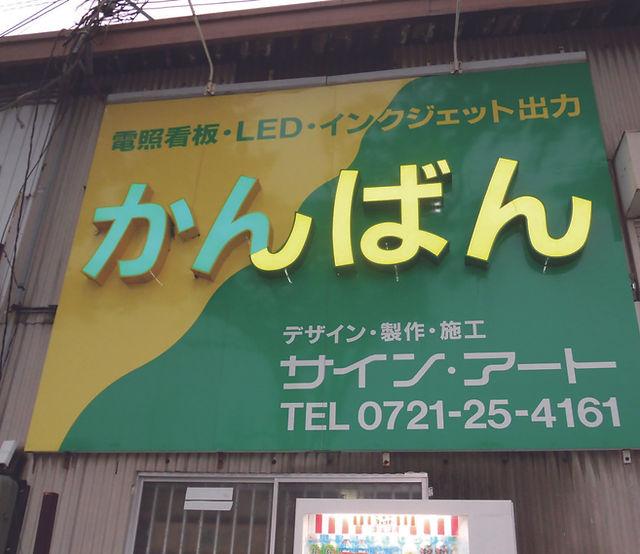 電照看板・LED・インクジェット出力
かんばん
デザイン・製作・施工
サイン・アート
TEL 0721-25-4161